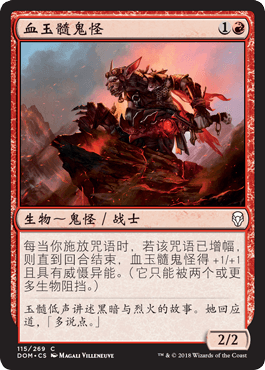 血玉髓鬼怪 1
生物～鬼怪 / 战士
每当你施放咒语时，若该咒语已增幅，
则直到回合结束，血玉髓鬼怪得 +1/+1
且具有威慑异能。（它只能被两个或更
多生物阻挡。）
玉髓低声讲述黑暗与烈火的故事。她回应
道，「多说点。」
2/2
115/269 C
DOM • CS MAGALI VILLENEUVE
™ & © 2018 Wizards of the Coast